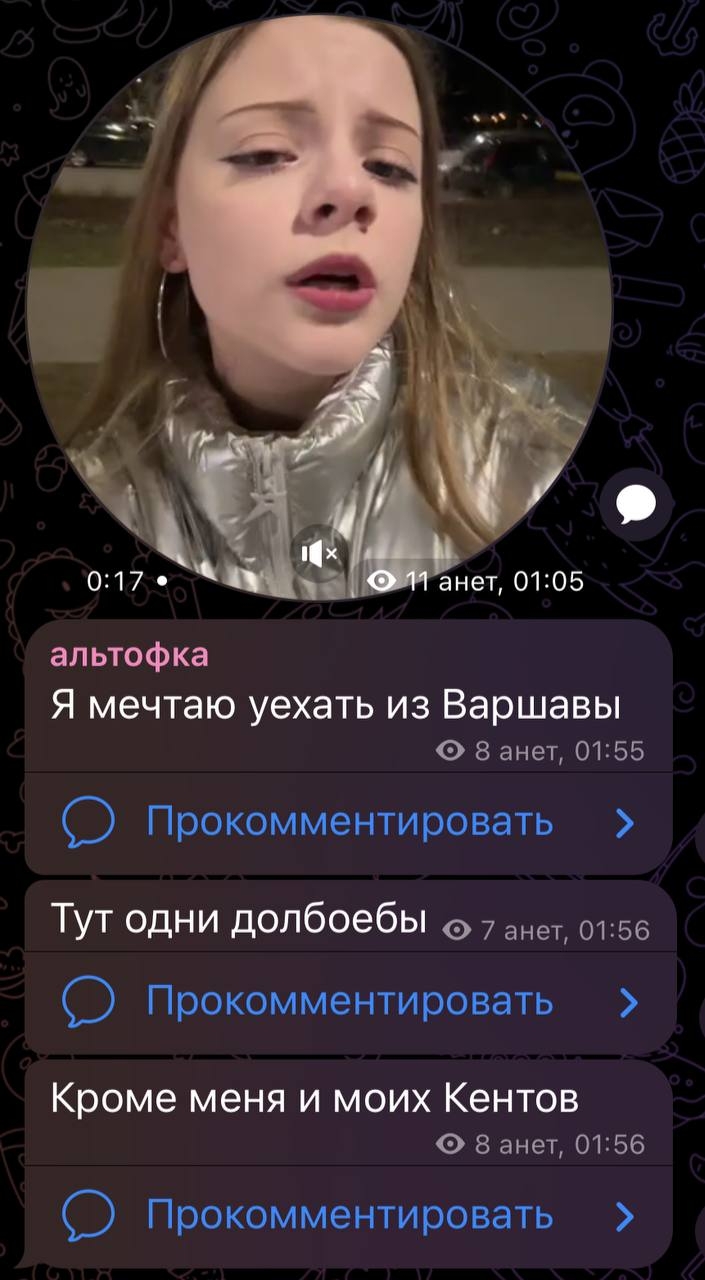 0:17
11 анет, 01:05
альтофка
Я мечтаю уехать из Варшавы
8 анет, 01:55
Прокомментировать
Тут одни долбоебы 7 анет, 01:56
Прокомментировать
Кроме меня и моих Кентов
8 анет, 01:56
Прокомментировать